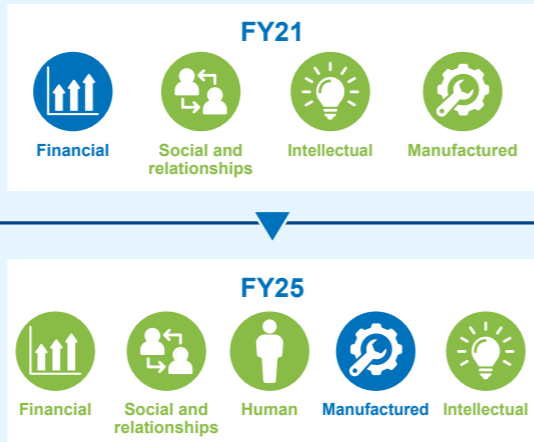 FY21
Financial
Social and
relationships
Intellectual
Manufactured
FY25
Financial
Social and
relationships
Human
Manufactured
Intellectual